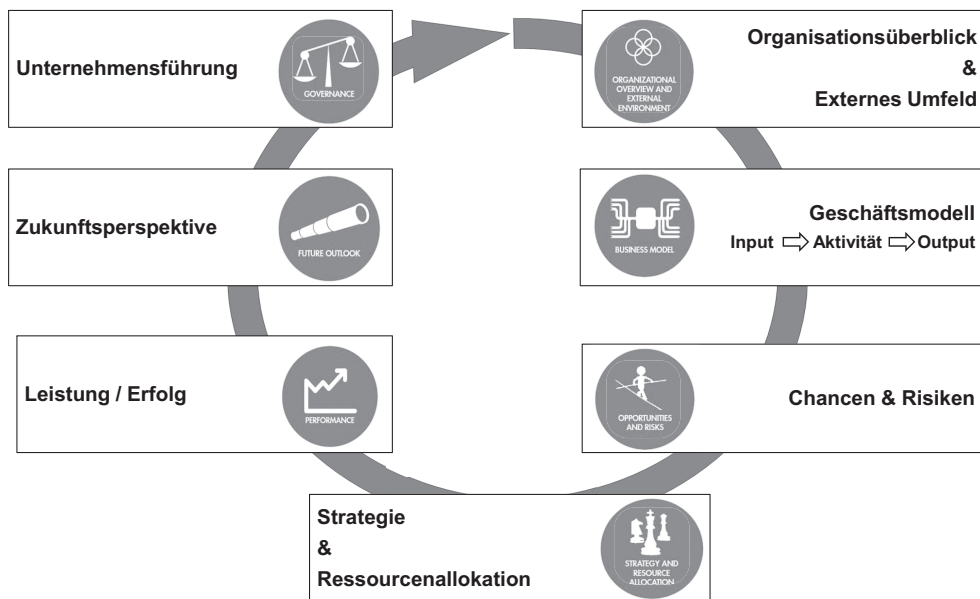 Unternehmensführung
GOVERNANCE
Organisationsüberblick
&
Externes Umfeld
ORGANIZATIONAL
OVERVIEW AND
EXTERNAL
ENVIRONMENT
Zukunftsperspektive
FUTURE OUTLOOK
Geschäftsmodell
Input ⇨ Aktivität ⇨ Output
BUSINESS MODEL
Leistung / Erfolg
PERFORMANCE
Chancen & Risiken
OPPORTUNITIES
AND RISKS
Strategie
&
Ressourcenallokation
STRATEGY AND
RESOURCE
ALLOCATION